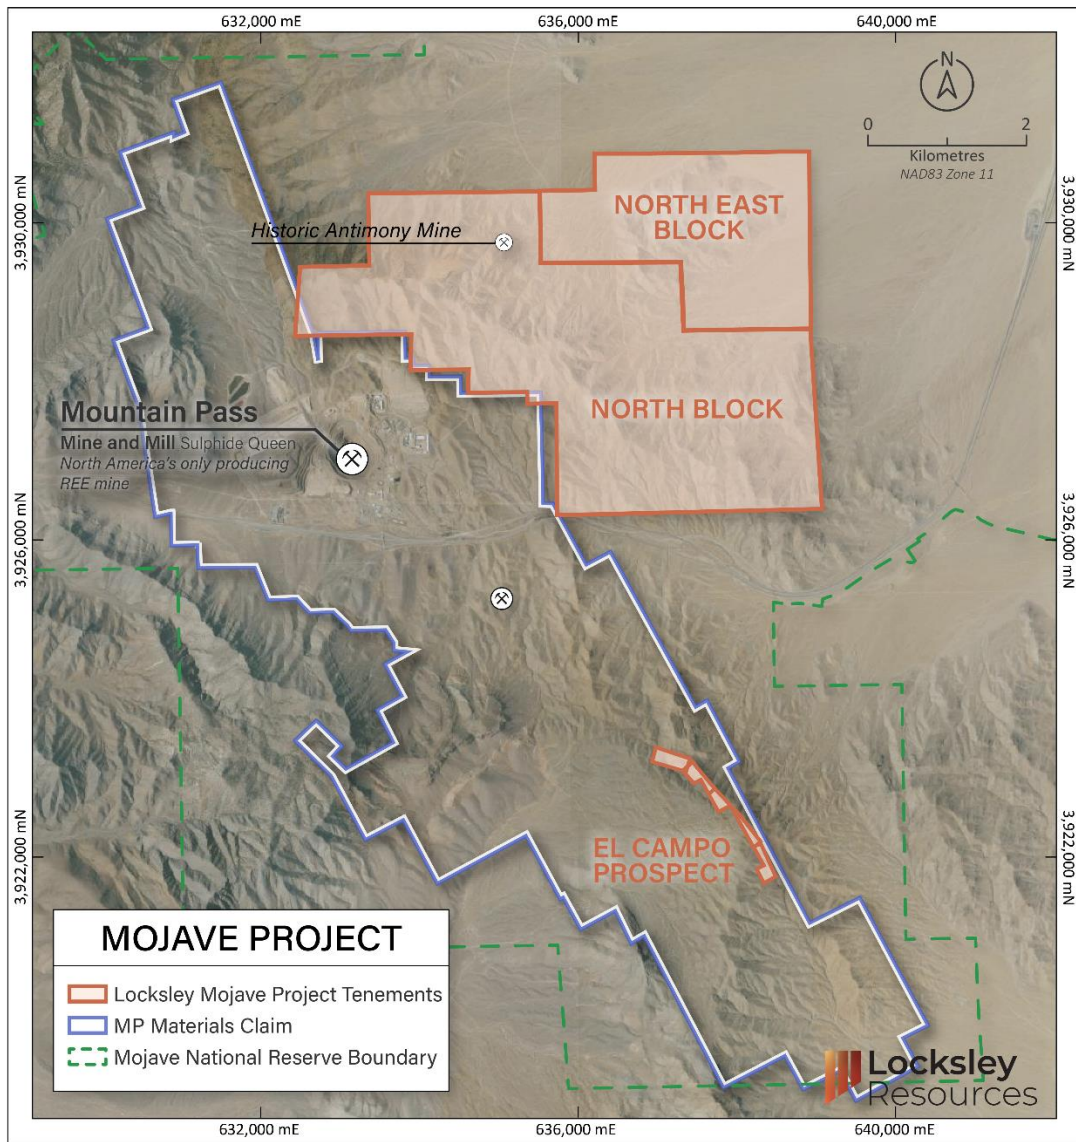 632,000 mE
636,000 mE
640,000 mE
N
0
2
Kilometres
NAD83 Zone 11
3,930,000 mN
3,930,000 mN
NORTH EAST
BLOCK
Historic Antimony Mine
NORTH BLOCK
Mountain Pass
Mine and Mill Sulphide Queen
North America's only producing
REE mine
3,926,000 mN
3,926,000 mN
EL CAMPO
PROSPECT
3,922,000 mN
3,922,000 mN
MOJAVE PROJECT
Locksley Mojave Project Tenements
MP Materials Claim
Mojave National Reserve Boundary
Locksley
Resources
632,000 mE
636,000 mE
640,000 mE